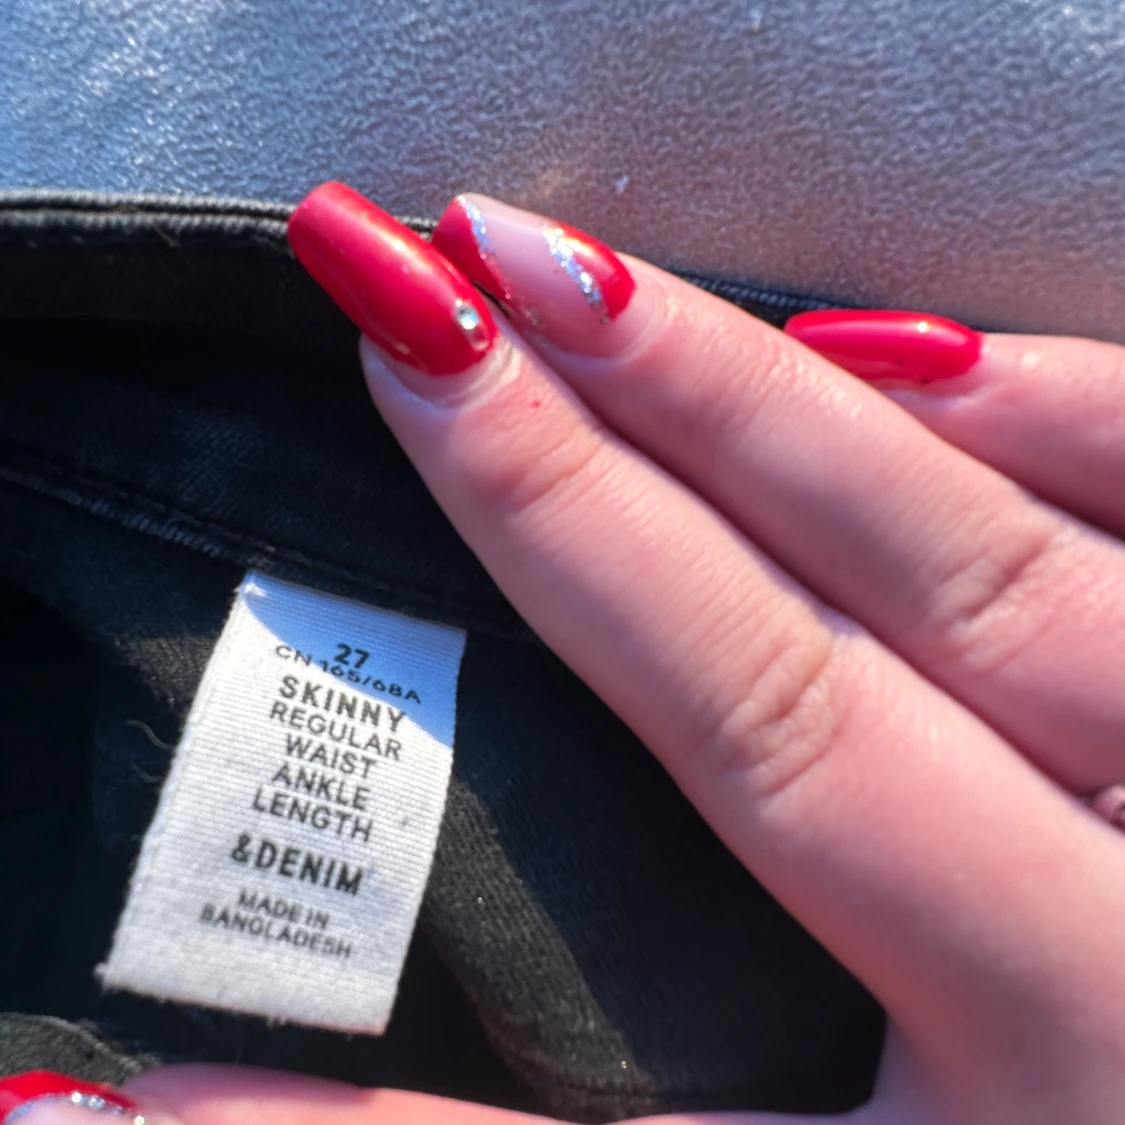 27
CN 165/68A
SKINNY
REGULAR
WAIST
ANKLE
LENGTH
&DENIM
MADE IN
BANGLADESH